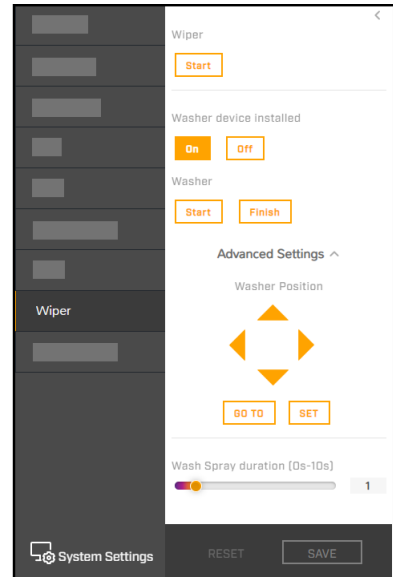 Wiper
Start
Washer device installed
On Off
Washer
Start Finish
Advanced Settings
Washer Position
Wiper
GO TO SET
Wash Spray duration (0s-10s)
1
System Settings
RESET SAVE